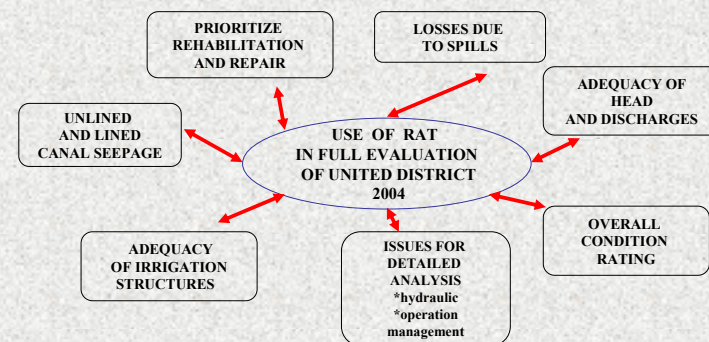 PRIORITIZE
REHABILITATION
AND REPAIR
LOSSES DUE
TO SPILLS
ADEQUACY OF
HEAD
AND DISCHARGES
UNLINED
AND LINED
CANAL SEEPAGE
USE OF RAT
IN FULL EVALUATION
OF UNITED DISTRICT
2004
ADEQUACY
OF IRRIGATION
STRUCTURES
ISSUES FOR
DETAILED
ANALYSIS
*hydraulic
*operation
management
OVERALL
CONDITION
RATING